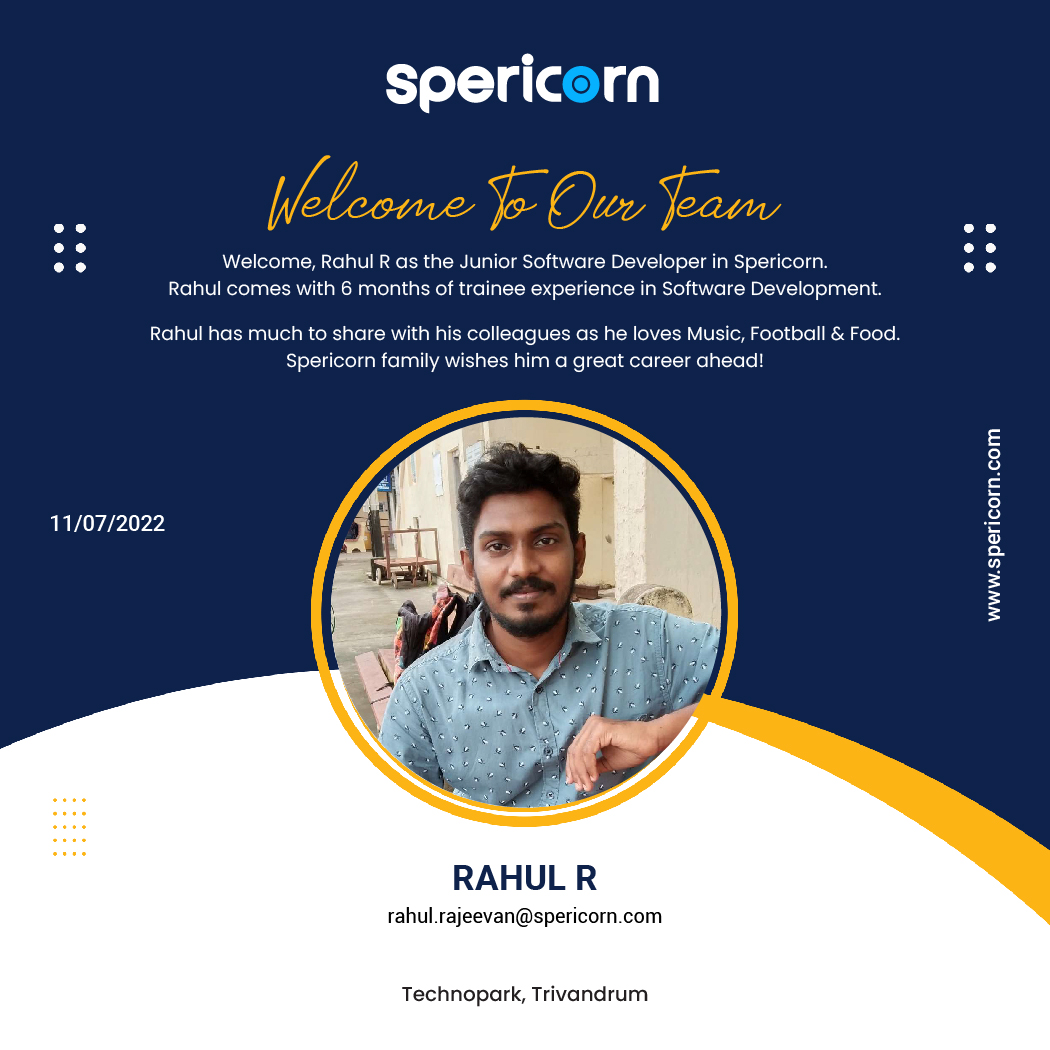 spericorn
Welcome To Our Team
Welcome, Rahul R as the Junior Software Developer in Spericorn.
Rahul comes with 6 months of trainee experience in Software Development.
Rahul has much to share with his colleagues as he loves Music, Football & Food.
Spericorn family wishes him a great career ahead!
11/07/2022
www.spericorn.com
RAHUL R
rahul.rajeevan@spericorn.com
Technopark, Trivandrum